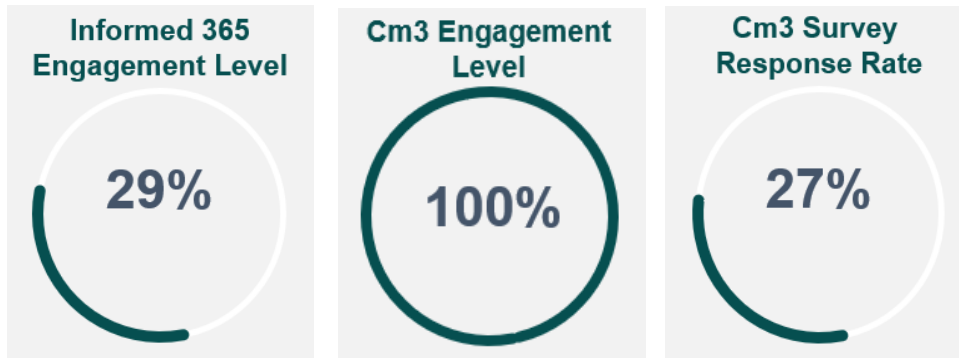 Informed 365
Engagement Level
29%
Cm3 Engagement
Level
100%
Cm3 Survey
Response Rate
27%